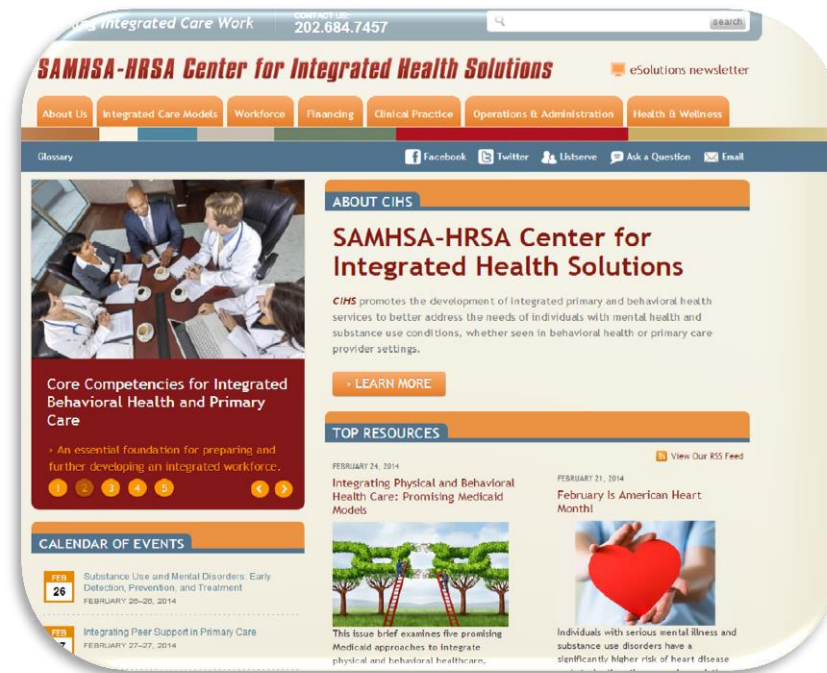 Integrated Care Work
CONTACT US:
202.684.7457
search
SAMHSA-HRSA Center for Integrated Health Solutions
eSolutions newsletter
About Us
Integrated Care Models
Workforce
Financing
Clinical Practice
Operations & Administration
Health & Wellness
Glossary
Facebook
Twitter
Listserve
Ask a Question
Email
Core Competencies for Integrated
Behavioral Health and Primary
Care
› An essential foundation for preparing and
further developing an integrated workforce.
1 2 3 4 5
CALENDAR OF EVENTS
FEB
26
Substance Use and Mental Disorders: Early
Detection, Prevention, and Treatment
FEBRUARY 26-26, 2014
FEB
Integrating Peer Support in Primary Care
FEBRUARY 27-27, 2014
ABOUT CIHS
SAMHSA-HRSA Center for
Integrated Health Solutions
CIHS promotes the development of integrated primary and behavioral health
services to better address the needs of individuals with mental health and
substance use conditions, whether seen in behavioral health or primary care
provider settings.
› LEARN MORE
TOP RESOURCES
View Our RSS Feed
FEBRUARY 24, 2014
Integrating Physical and Behavioral
Health Care: Promising Medicaid
Models
This issue brief examines five promising
Medicaid approaches to integrate
physical and behavioral healthcare,
FEBRUARY 21, 2014
February Is American Heart
Month!
Individuals with serious mental illness and
substance use disorders have a
significantly higher risk of heart disease